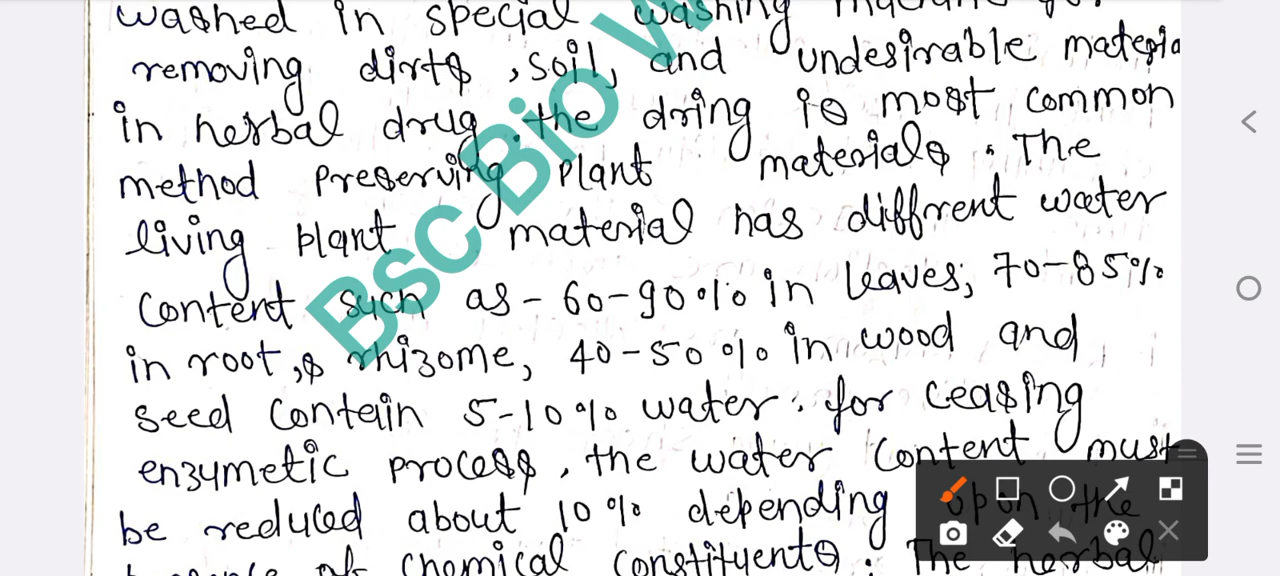 washed in special washing
removing dirts, soil, and undesirable materia
in herbal drug. the dring is most common
method Preserving Plant materials. The
living plant material has diffrent water
content such as - 60-90% in leaves, 70-85%
in root,s rhizome, 40-50% in wood and
seed contain 5-10% water. for ceasing
enzymetic process, the water content must
be reduced about 10% depending upon the
of chemical constituents. The herbal
BSC Bio W